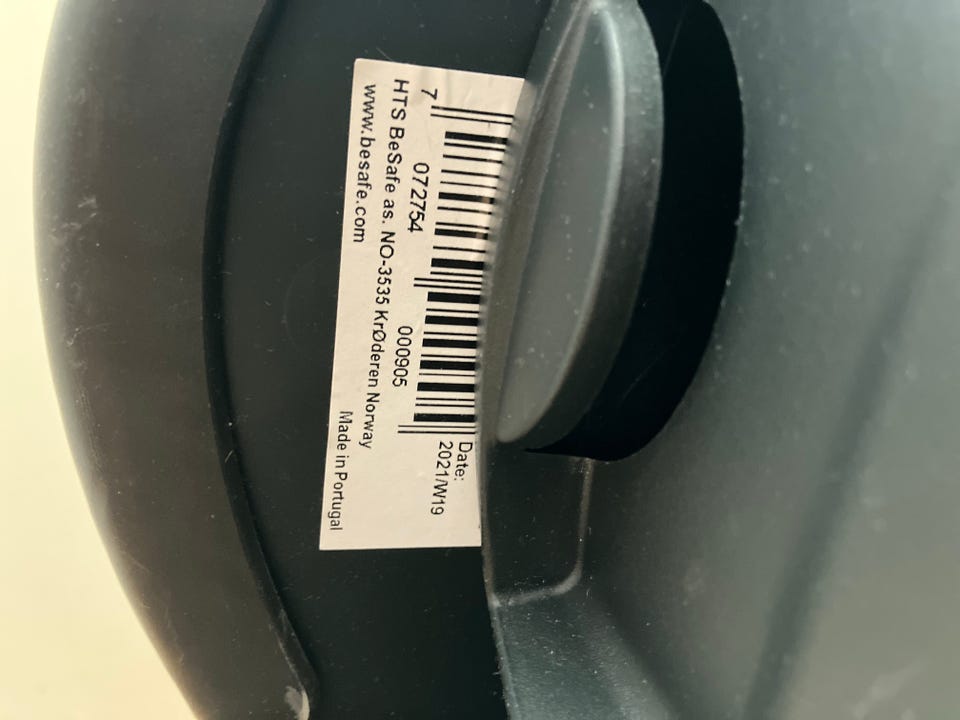 Date:
2021/W19
7 072754 000905
HTS BeSafe as. NO-3535 KrØderen Norway
www.besafe.com
Made in Portugal